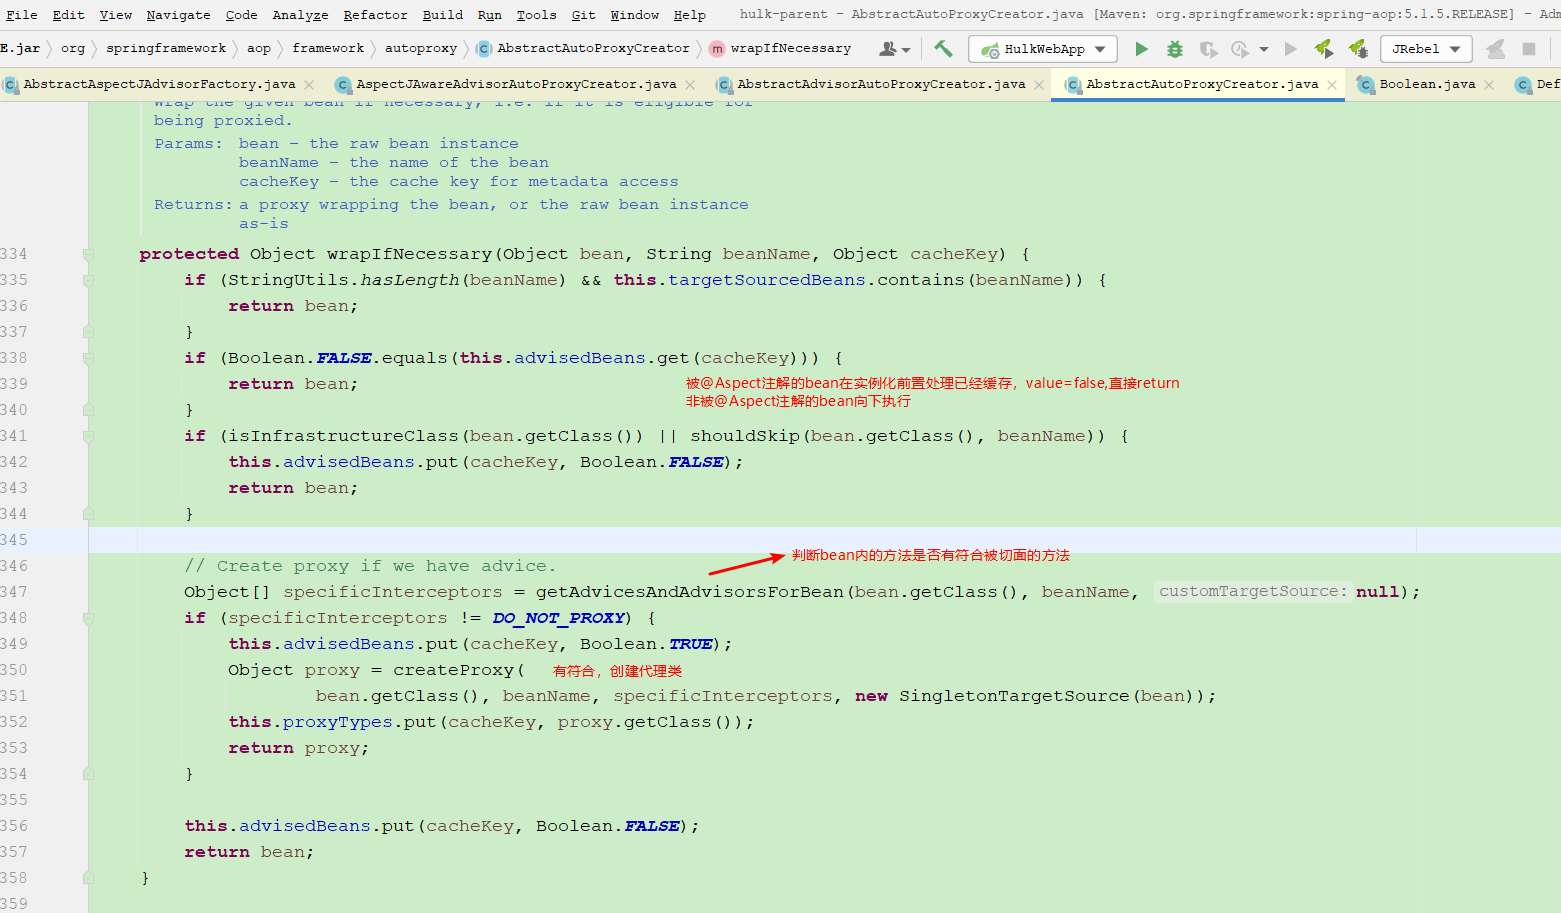 File Edit View Navigate Code Analyze Refactor Build Run Tools Git Window Help hulk-parent - AbstractAutoProxyCreator.java [Maven: org.springframework:spring-aop:5.1.5.RELEASE] - Adm
E.jar org springframework aop framework autoproxy AbstractAutoProxyCreator wrapIfNecessary HulkWebApp JRebel
AbstractAspectJAdvisorFactory.java AspectJAwareAdvisorAutoProxyCreator.java AbstractAdvisorAutoProxyCreator.java AbstractAutoProxyCreator.java Boolean.java Def
Wrap the given bean if necessary, i.e. if it is eligible for
being proxied.
Params: bean – the raw bean instance
beanName – the name of the bean
cacheKey – the cache key for metadata access
Returns: a proxy wrapping the bean, or the raw bean instance
as-is
334 protected Object wrapIfNecessary(Object bean, String beanName, Object cacheKey) {
335 if (StringUtils.hasLength(beanName) && this.targetSourcedBeans.contains(beanName)) {
336 return bean;
337 }
338 if (Boolean.FALSE.equals(this.advisedBeans.get(cacheKey))) {
339 return bean; 被@Aspect注解的bean在实例化前置处理已经缓存，value=false,直接return
非被@Aspect注解的bean向下执行
340 }
341 if (isInfrastructureClass(bean.getClass()) || shouldSkip(bean.getClass(), beanName)) {
342 this.advisedBeans.put(cacheKey, Boolean.FALSE);
343 return bean;
344 }
345
判断bean内的方法是否有符合被切面的方法
346 // Create proxy if we have advice.
347 Object[] specificInterceptors = getAdvicesAndAdvisorsForBean(bean.getClass(), beanName, customTargetSource: null);
348 if (specificInterceptors != DO_NOT_PROXY) {
349 this.advisedBeans.put(cacheKey, Boolean.TRUE);
350 Object proxy = createProxy( 有符合，创建代理类
351 bean.getClass(), beanName, specificInterceptors, new SingletonTargetSource(bean));
352 this.proxyTypes.put(cacheKey, proxy.getClass());
353 return proxy;
354 }
355
356 this.advisedBeans.put(cacheKey, Boolean.FALSE);
357 return bean;
358 }
359